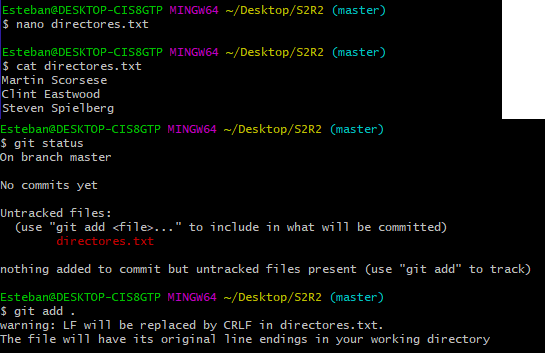 Esteban@DESKTOP-CIS8GTP MINGW64 ~/Desktop/S2R2 (master)
$ nano directores.txt
Esteban@DESKTOP-CIS8GTP MINGW64 ~/Desktop/S2R2 (master)
$ cat directores.txt
Martin Scorsese
Clint Eastwood
Steven Spielberg
Esteban@DESKTOP-CIS8GTP MINGW64 ~/Desktop/S2R2 (master)
$ git status
On branch master
No commits yet
Untracked files:
(use "git add <file>..." to include in what will be committed)
directores.txt
nothing added to commit but untracked files present (use "git add" to track)
Esteban@DESKTOP-CIS8GTP MINGW64 ~/Desktop/S2R2 (master)
$ git add .
warning: LF will be replaced by CRLF in directores.txt.
The file will have its original line endings in your working directory